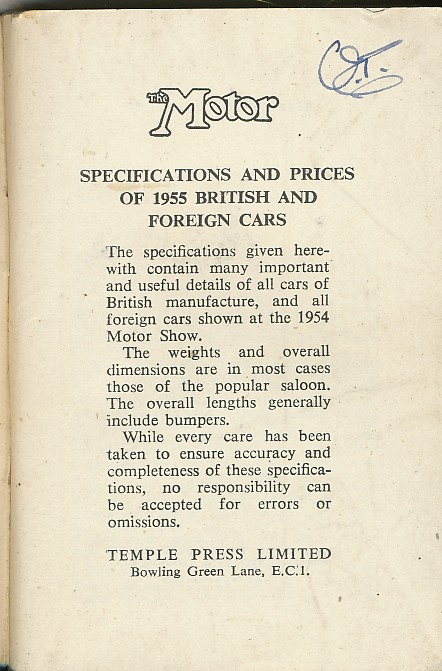 The Motor
SPECIFICATIONS AND PRICES
OF 1955 BRITISH AND
FOREIGN CARS
The specifications given here-
with contain many important
and useful details of all cars of
British manufacture, and all
foreign cars shown at the 1954
Motor Show.
The weights and overall
dimensions are in most cases
those of the popular saloon.
The overall lengths generally
include bumpers.
While every care has been
taken to ensure accuracy and
completeness of these specifica-
tions, no responsibility can
be accepted for errors or
omissions.
TEMPLE PRESS LIMITED
Bowling Green Lane, E.C.1.